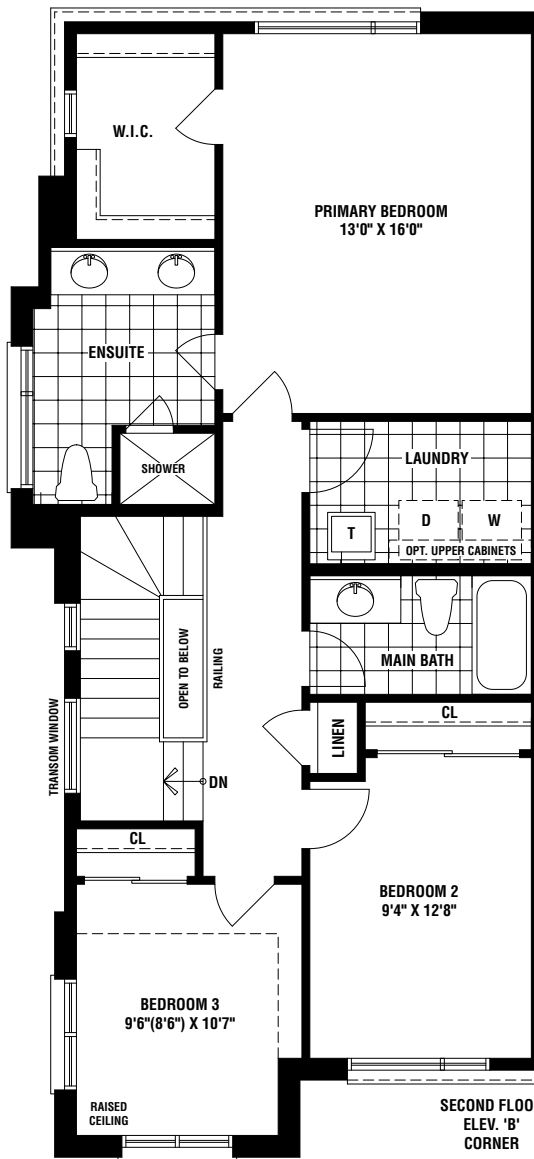 W.I.C.
PRIMARY BEDROOM
13'0" X 16'0"
ENSUITE
SHOWER
LAUNDRY
T
D
W
OPT. UPPER CABINETS
OPEN TO BELOW
RAILING
MAIN BATH
TRANSOM WINDOW
LINEN
CL
DN
CL
BEDROOM 2
9'4" X 12'8"
BEDROOM 3
9'6"(8'6") X 10'7"
RAISED
CEILING
SECOND FLOO
ELEV. 'B'
CORNER